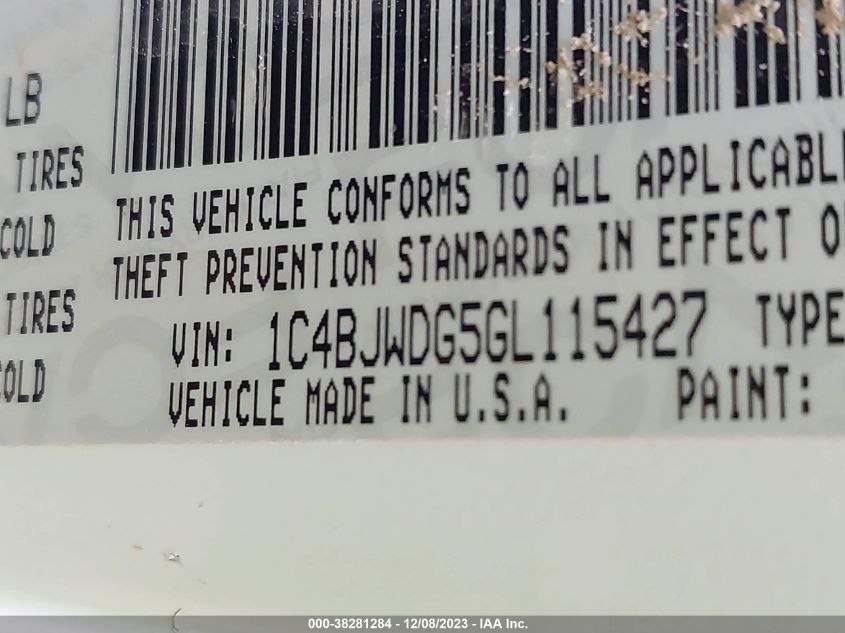 LB
TIRES
COLD
TIRES
COLD
THIS VEHICLE CONFORMS TO ALL
THEFT PREVENTION STANDARDS IN EFFECT
VIN: 1C4BJWDG5GL115427 TYPE
VEHICLE MADE IN U.S.A. PAINT:
000-38281284 - 12/08/2023 - IAA Inc.